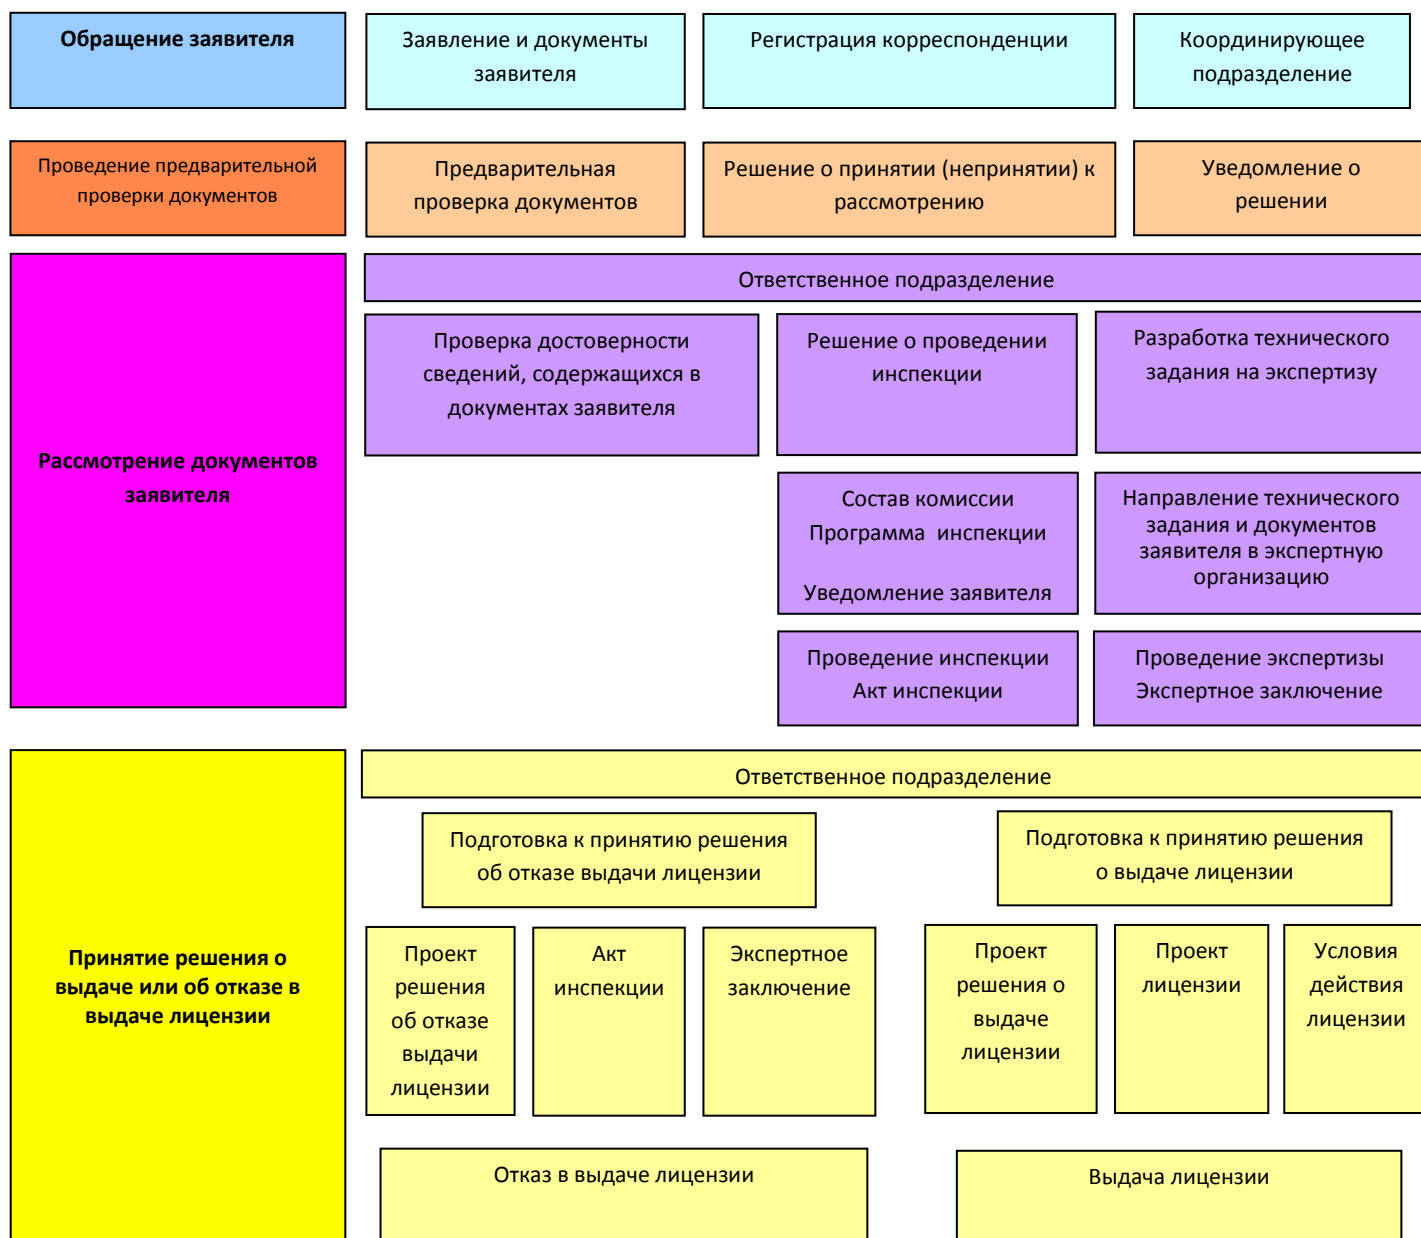 Обращение заявителя
Заявление и документы
заявителя
Регистрация корреспонденции
Координирующее
подразделение
Проведение предварительной
проверки документов
Предварительная
проверка документов
Решение о принятии (непринятии) к
рассмотрению
Уведомление о
решении
Рассмотрение документов
заявителя
Ответственное подразделение
Проверка достоверности
сведений, содержащихся в
документах заявителя
Решение о проведении
инспекции
Разработка технического
задания на экспертизу
Состав комиссии
Программа инспекции
Уведомление заявителя
Направление технического
задания и документов
заявителя в экспертную
организацию
Проведение инспекции
Акт инспекции
Проведение экспертизы
Экспертное заключение
Принятие решения о
выдаче или об отказе в
выдаче лицензии
Ответственное подразделение
Подготовка к принятию решения
об отказе выдачи лицензии
Подготовка к принятию решения
о выдаче лицензии
Проект
решения
об отказе
выдачи
лицензии
Акт
инспекции
Экспертное
заключение
Проект
решения о
выдаче
лицензии
Проект
лицензии
Условия
действия
лицензии
Отказ в выдаче лицензии
Выдача лицензии